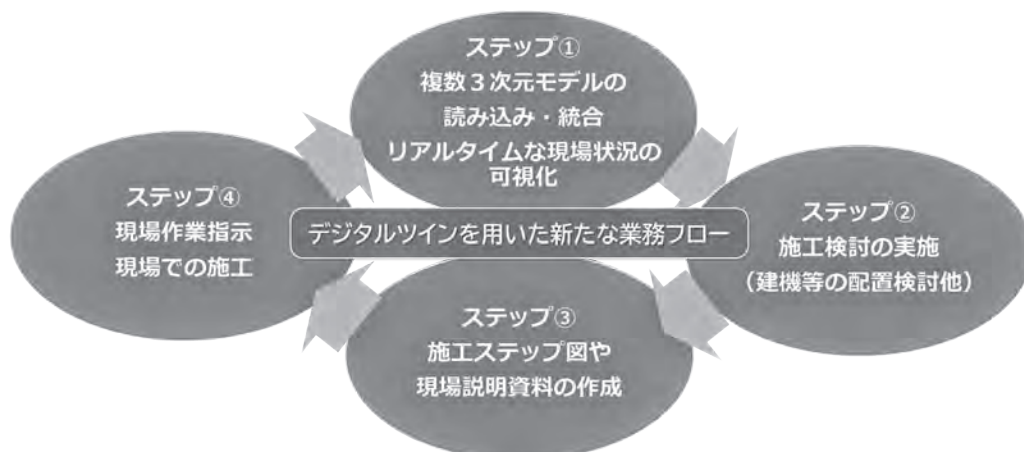 ステップ①
複数３次元モデルの
読み込み・統合
リアルタイムな現場状況の
可視化
ステップ④
現場作業指示
現場での施工
デジタルツインを用いた新たな業務フロー
ステップ②
施工検討の実施
（建機等の配置検討他）
ステップ③
施工ステップ図や
現場説明資料の作成